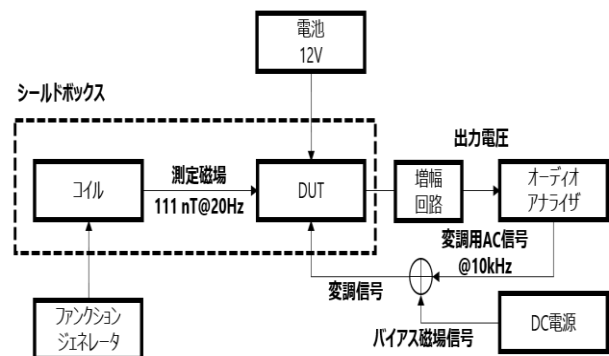 電池
12V
シールドボックス
コイル
測定磁場
111 nT@20Hz
DUT
増幅
回路
出力電圧
オーディオ
アナライザ
変調用AC信号
@10kHz
変調信号
バイアス磁場信号
DC電源
ファンクション
ジェネレータ